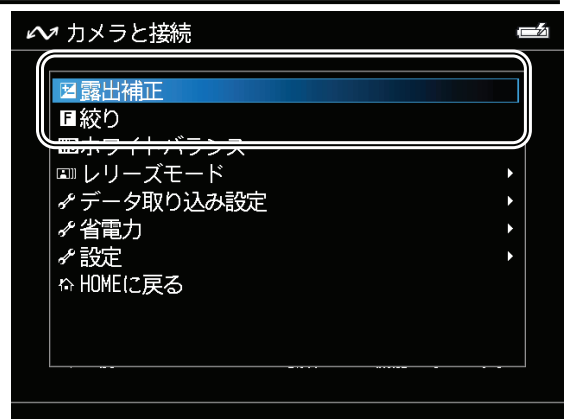 カメラと接続
露出補正
F絞り
ホワイトバランス
レリーズモード
データ取り込み設定
省電力
設定
HOMEに戻る